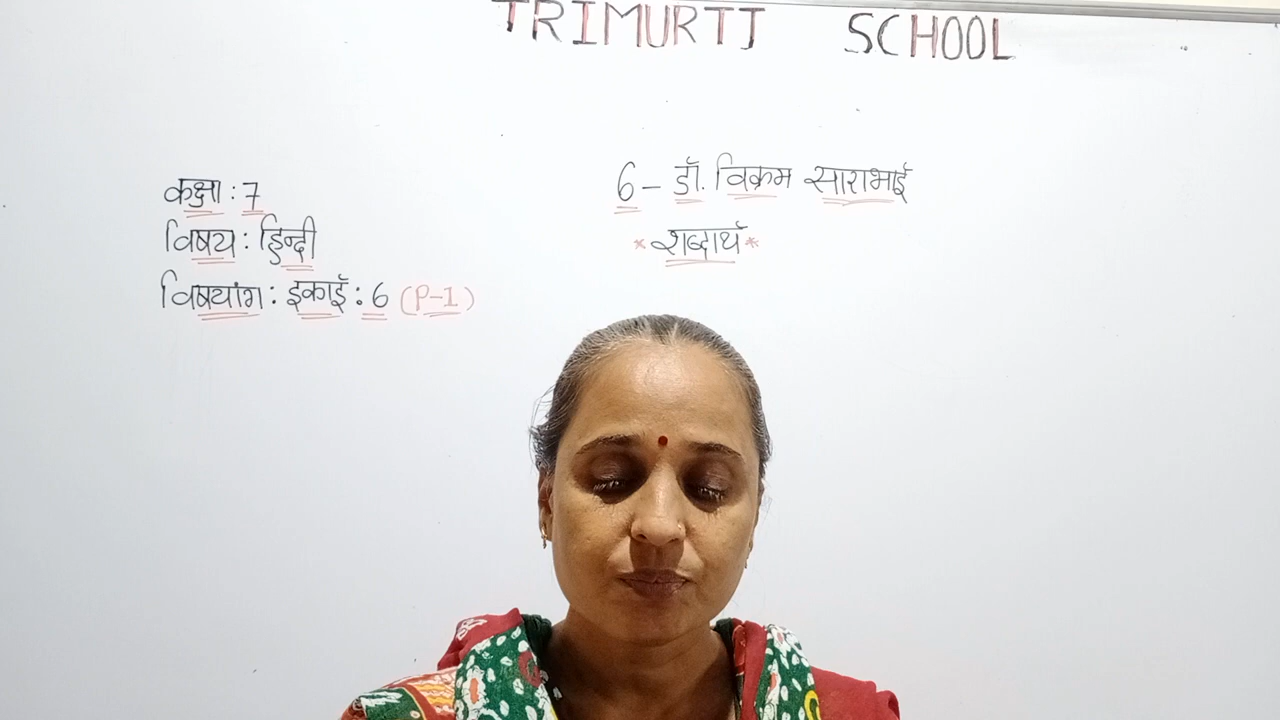 TRIMURTI SCHOOL
कक्षा : 7
विषय : हिन्दी
विषयांग : इकाई : 6 (P-1)
6 – डॉ. विक्रम साराभाई
* शब्दार्थ *